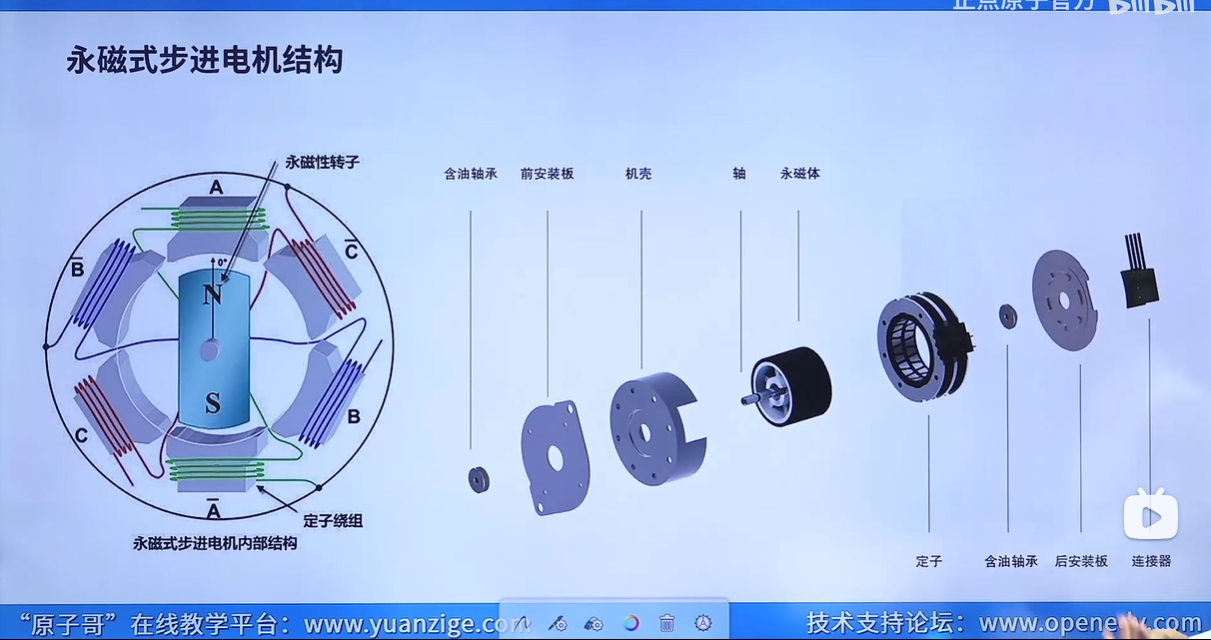 正点原子官方 bilibili
永磁式步进电机结构
永磁性转子
A
B̅
C̅
0°
N
S
C
B
A̅
定子绕组
永磁式步进电机内部结构
含油轴承 前安装板 机壳 轴 永磁体
定子 含油轴承 后安装板 连接器
“原子哥”在线教学平台：www.yuanzige.com 技术支持论坛：www.openedv.com